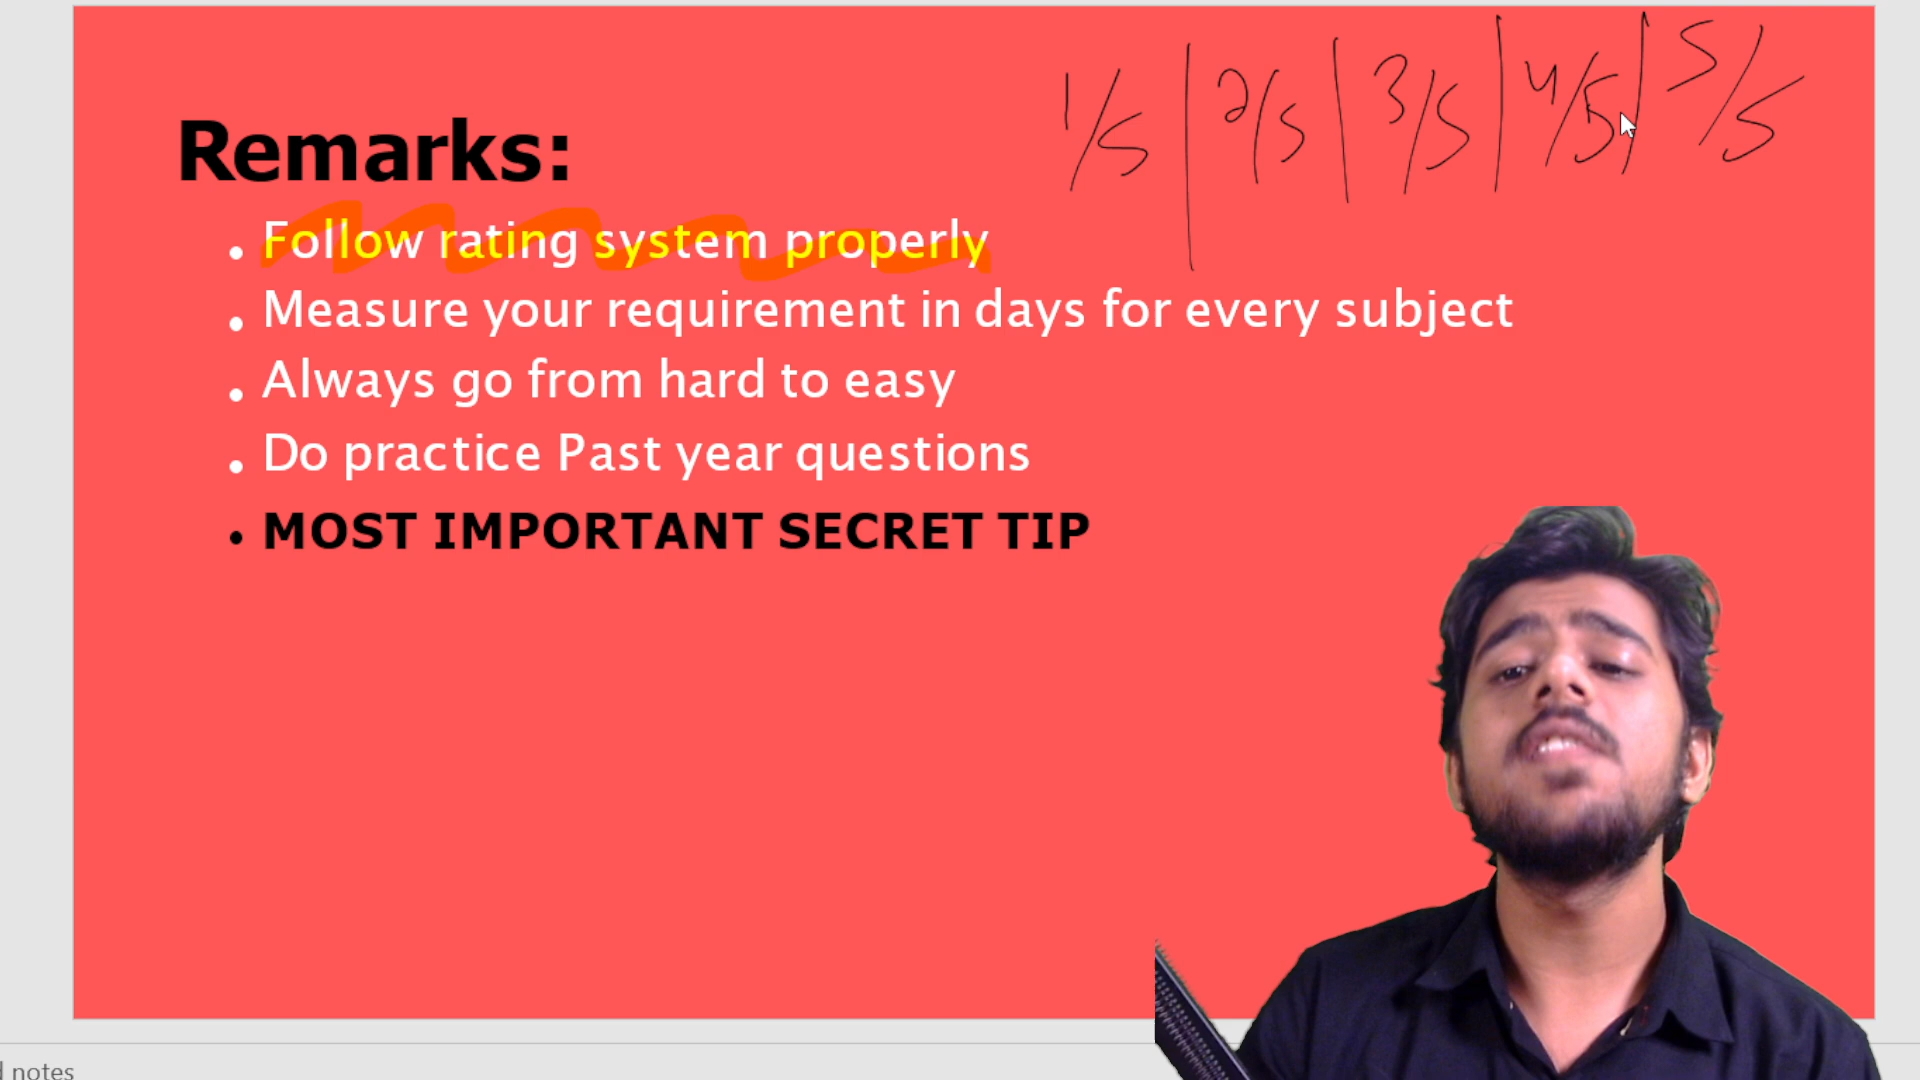 1/5 | 2/5 | 3/5 | 4/5 | 5/5
Remarks:
• Follow rating system properly
• Measure your requirement in days for every subject
• Always go from hard to easy
• Do practice Past year questions
• MOST IMPORTANT SECRET TIP
notes